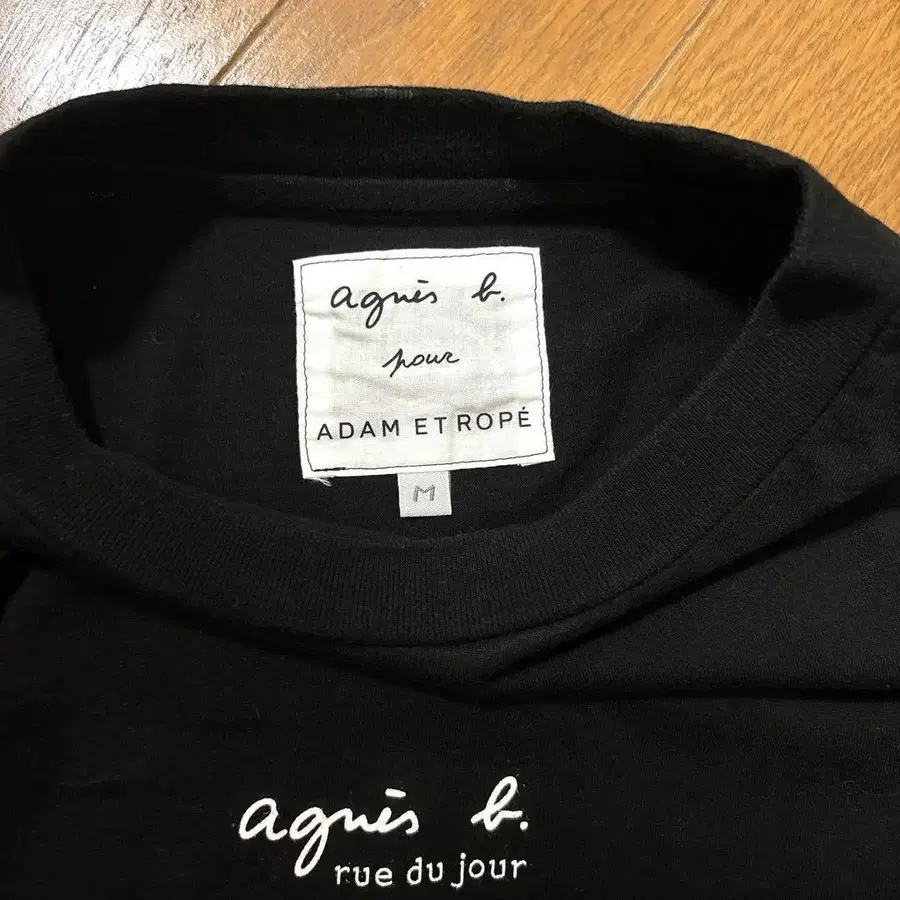 agnès b.
pour
ADAM ET ROPÉ
M
agnès b.
rue du jour